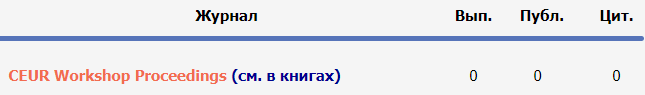 Журнал Вып. Публ. Цит.
CEUR Workshop Proceedings (см. в книгах) 0 0 0